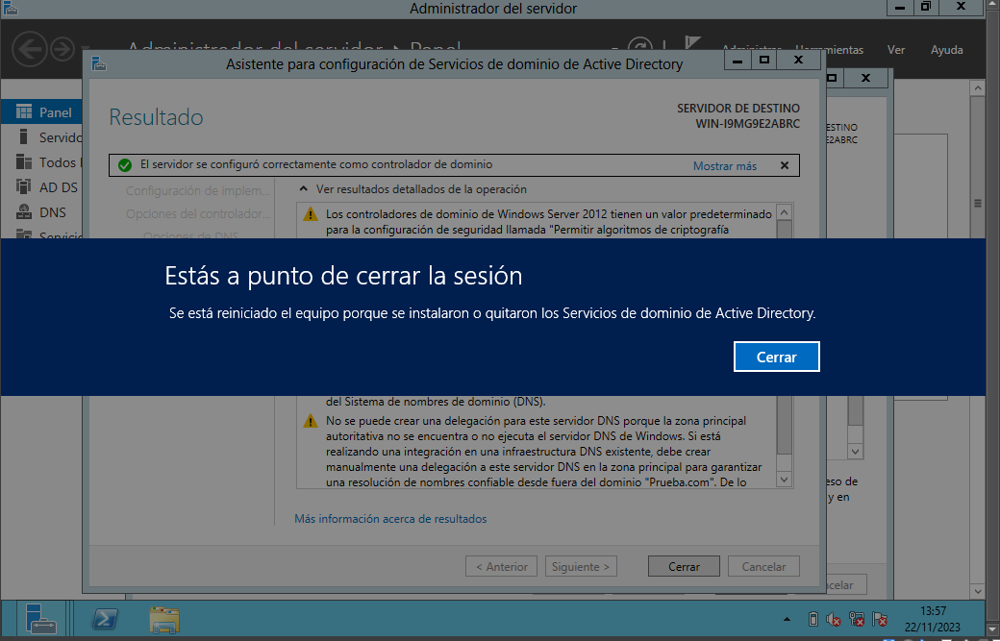 Administrador del servidor
Administrador del servidor ▸ Panel
Herramientas
Ver
Ayuda
Asistente para configuración de Servicios de dominio de Active Directory
Panel
Todos
AD DS
DNS
Resultado
SERVIDOR DE DESTINO
WIN-I9MG9E2ABRC
El servidor se configuró correctamente como controlador de dominio
Mostrar más
Configuración de implem...
Opciones del controlador...
Opciones de DNS
Ver resultados detallados de la operación
Los controladores de dominio de Windows Server 2012 tienen un valor predeterminado
para la configuración de seguridad llamada "Permitir algoritmos de criptografía
Estás a punto de cerrar la sesión
Se está reiniciado el equipo porque se instalaron o quitaron los Servicios de dominio de Active Directory.
Cerrar
del Sistema de nombres de dominio (DNS).
No se puede crear una delegación para este servidor DNS porque la zona principal
autoritativa no se encuentra o no ejecuta el servidor DNS de Windows. Si está
realizando una integración en una infraestructura DNS existente, debe crear
manualmente una delegación a este servidor DNS en la zona principal para garantizar
una resolución de nombres confiable desde fuera del dominio "Prueba.com". De lo
y en
Más información acerca de resultados
< Anterior
Siguiente >
Cerrar
Cancelar
13:57
22/11/2023